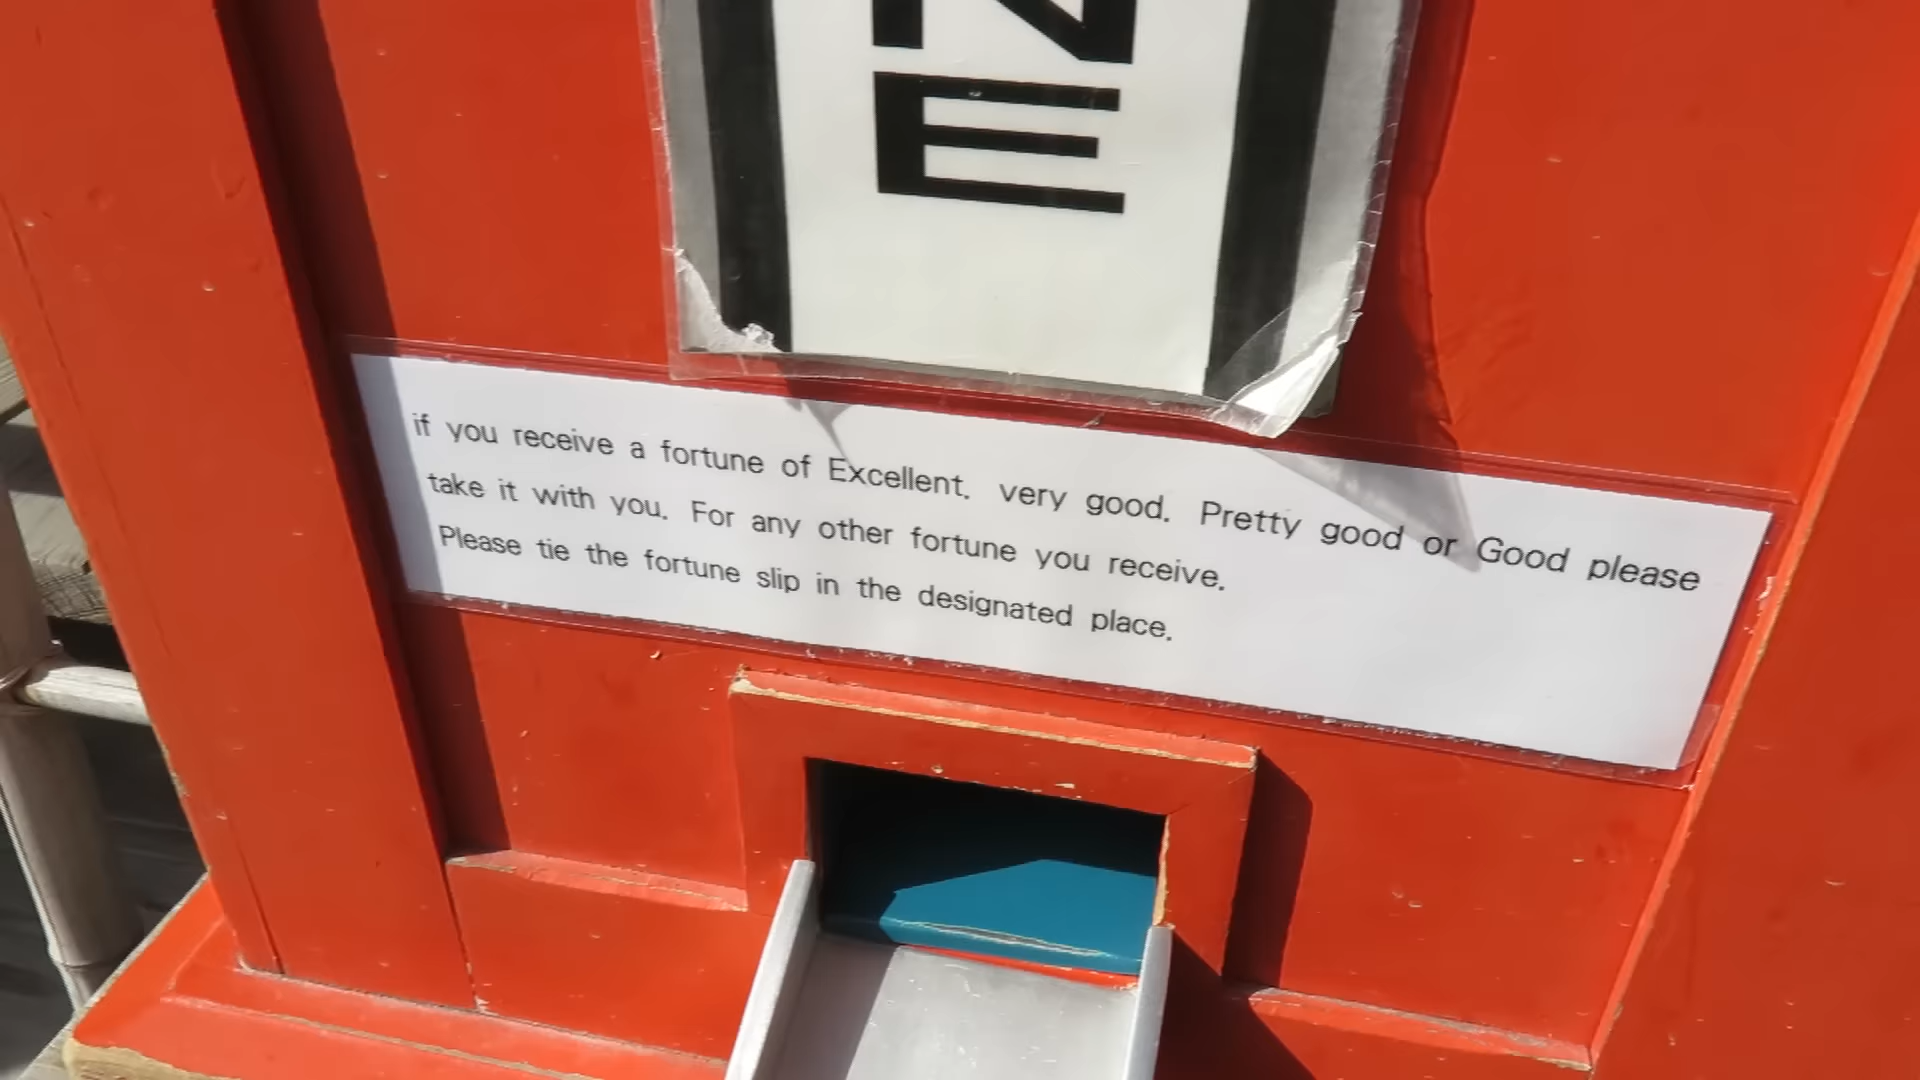 NE
if you receive a fortune of Excellent. very good. Pretty good or Good please
take it with you. For any other fortune you receive.
Please tie the fortune slip in the designated place.